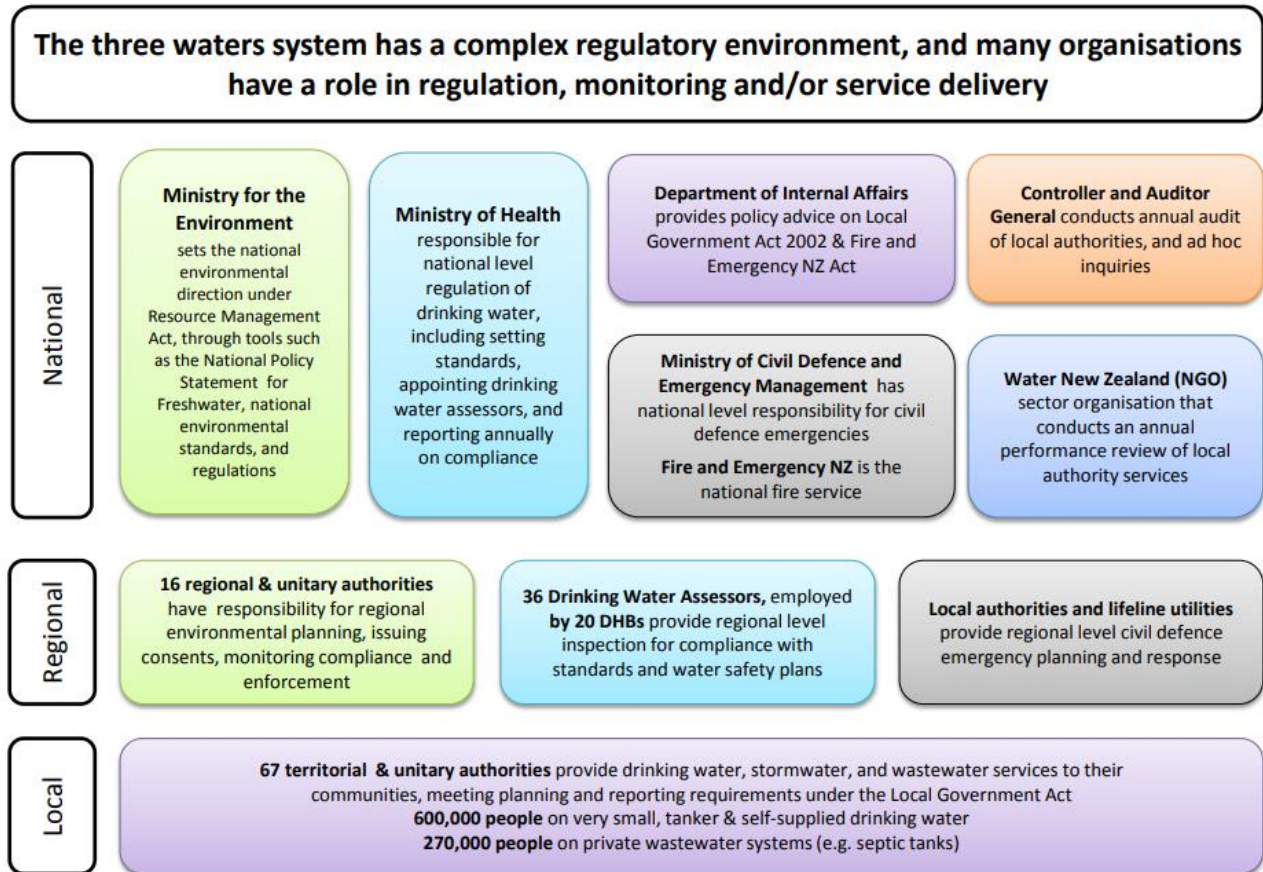 The three waters system has a complex regulatory environment, and many organisations
have a role in regulation, monitoring and/or service delivery
National
Ministry for the
Environment
sets the national
environmental
direction under
Resource Management
Act, through tools such
as the National Policy
Statement for
Freshwater, national
environmental
standards, and
regulations
Ministry of Health
responsible for
national level
regulation of
drinking water,
including setting
standards,
appointing drinking
water assessors, and
reporting annually
on compliance
Department of Internal Affairs
provides policy advice on Local
Government Act 2002 & Fire and
Emergency NZ Act
Controller and Auditor
General conducts annual audit
of local authorities, and ad hoc
inquiries
Ministry of Civil Defence and
Emergency Management has
national level responsibility for civil
defence emergencies
Fire and Emergency NZ is the
national fire service
Water New Zealand (NGO)
sector organisation that
conducts an annual
performance review of local
authority services
Regional
16 regional & unitary authorities
have responsibility for regional
environmental planning, issuing
consents, monitoring compliance and
enforcement
36 Drinking Water Assessors, employed
by 20 DHBs provide regional level
inspection for compliance with
standards and water safety plans
Local authorities and lifeline utilities
provide regional level civil defence
emergency planning and response
Local
67 territorial & unitary authorities provide drinking water, stormwater, and wastewater services to their
communities, meeting planning and reporting requirements under the Local Government Act
600,000 people on very small, tanker & self-supplied drinking water
270,000 people on private wastewater systems (e.g. septic tanks)